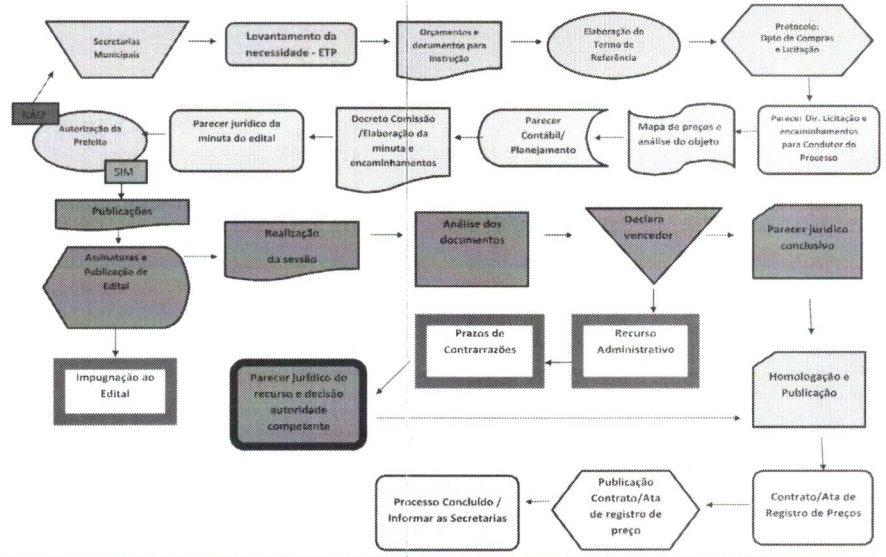 Secretarias
Municipais
Levantamento da
necessidade - ETP
Orçamentos e
documentos para
Instrução
Elaboração do
Termo de
Referência
Protocolo:
Dpto de Compras
e Licitação
Parecer Dir. Licitação e
encaminhamentos
para Condutor do
Processo
Mapa de preços e
análise do objeto
Parecer
Contábil/
Planejamento
Decreto Comissão
/Elaboração da
minuta e
encaminhamentos
Parecer jurídico da
minuta do edital
Autorização da
Prefeita
NÃO
SIM
Publicações
Assinaturas e
Publicação de
Edital
Realização
da sessão
Análise dos
documentos
Declara
vencedor
Parecer jurídico
conclusivo
Impugnação ao
Edital
Recurso
Administrativo
Prazos de
Contrarrazões
Parecer jurídico do
recurso e decisão
autoridade
competente
Homologação e
Publicação
Contrato/Ata de
Registro de Preços
Publicação
Contrato/Ata
de registro de
preço
Processo Concluído /
Informar as Secretarias